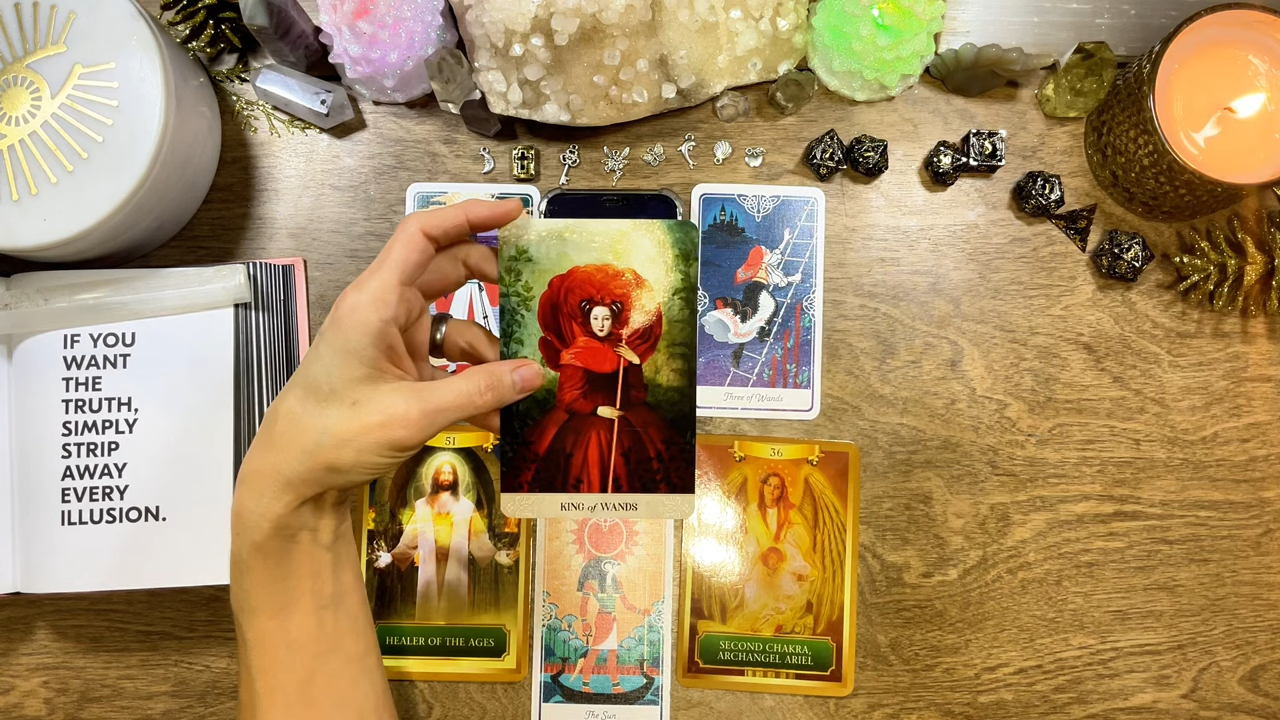 IF YOU
WANT
THE
TRUTH,
SIMPLY
STRIP
AWAY
EVERY
ILLUSION.
Three of Wands
KING of WANDS
51
HEALER OF THE AGES
36
SECOND CHAKRA,
ARCHANGEL ARIEL
The Sun